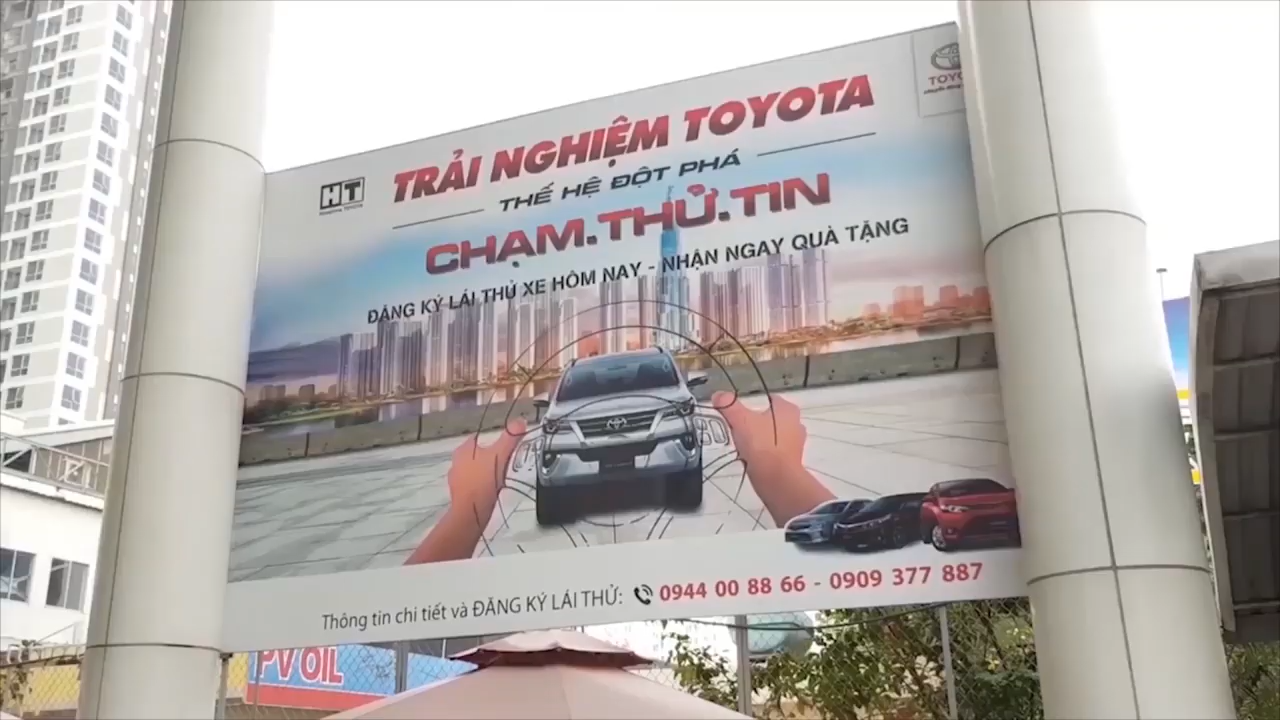 TRẢI NGHIỆM TOYOTA
THẾ HỆ ĐỘT PHÁ
CHẠM.THỬ.TIN
ĐĂNG KÝ LÁI THỬ XE HÔM NAY - NHẬN NGAY QUÀ TẶNG
HT
Thông tin chi tiết và ĐĂNG KÝ LÁI THỬ: 0944 00 88 66 - 0909 377 887
PV OIL